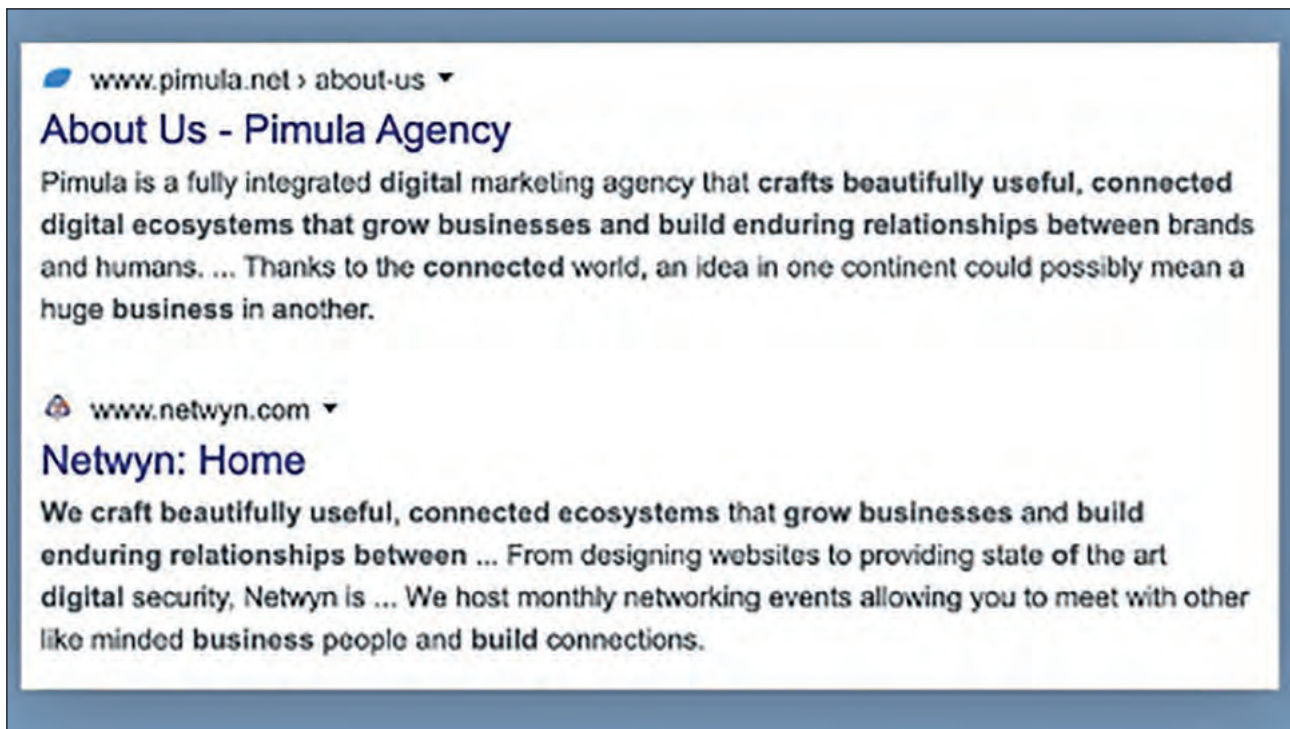 www.pimula.net › about-us
About Us - Pimula Agency
Pimula is a fully integrated digital marketing agency that crafts beautifully useful, connected
digital ecosystems that grow businesses and build enduring relationships between brands
and humans. ... Thanks to the connected world, an idea in one continent could possibly mean a
huge business in another.
www.netwyn.com
Netwyn: Home
We craft beautifully useful, connected ecosystems that grow businesses and build
enduring relationships between ... From designing websites to providing state of the art
digital security, Netwyn is ... We host monthly networking events allowing you to meet with other
like minded business people and build connections.